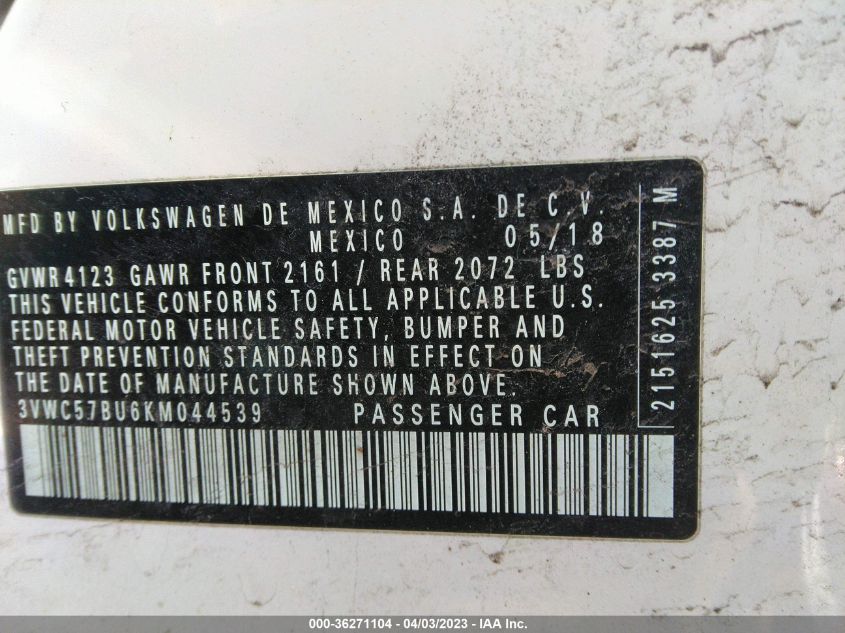 MFD BY VOLKSWAGEN DE MEXICO S.A. DE C.V.
MEXICO 05/18
GVWR 4123 GAWR FRONT 2161 / REAR 2072 LBS
THIS VEHICLE CONFORMS TO ALL APPLICABLE U.S.
FEDERAL MOTOR VEHICLE SAFETY, BUMPER AND
THEFT PREVENTION STANDARDS IN EFFECT ON
THE DATE OF MANUFACTURE SHOWN ABOVE.
3VWC57BU6KM044539 PASSENGER CAR
2151625 3387 M
000-36271104 - 04/03/2023 - IAA Inc.